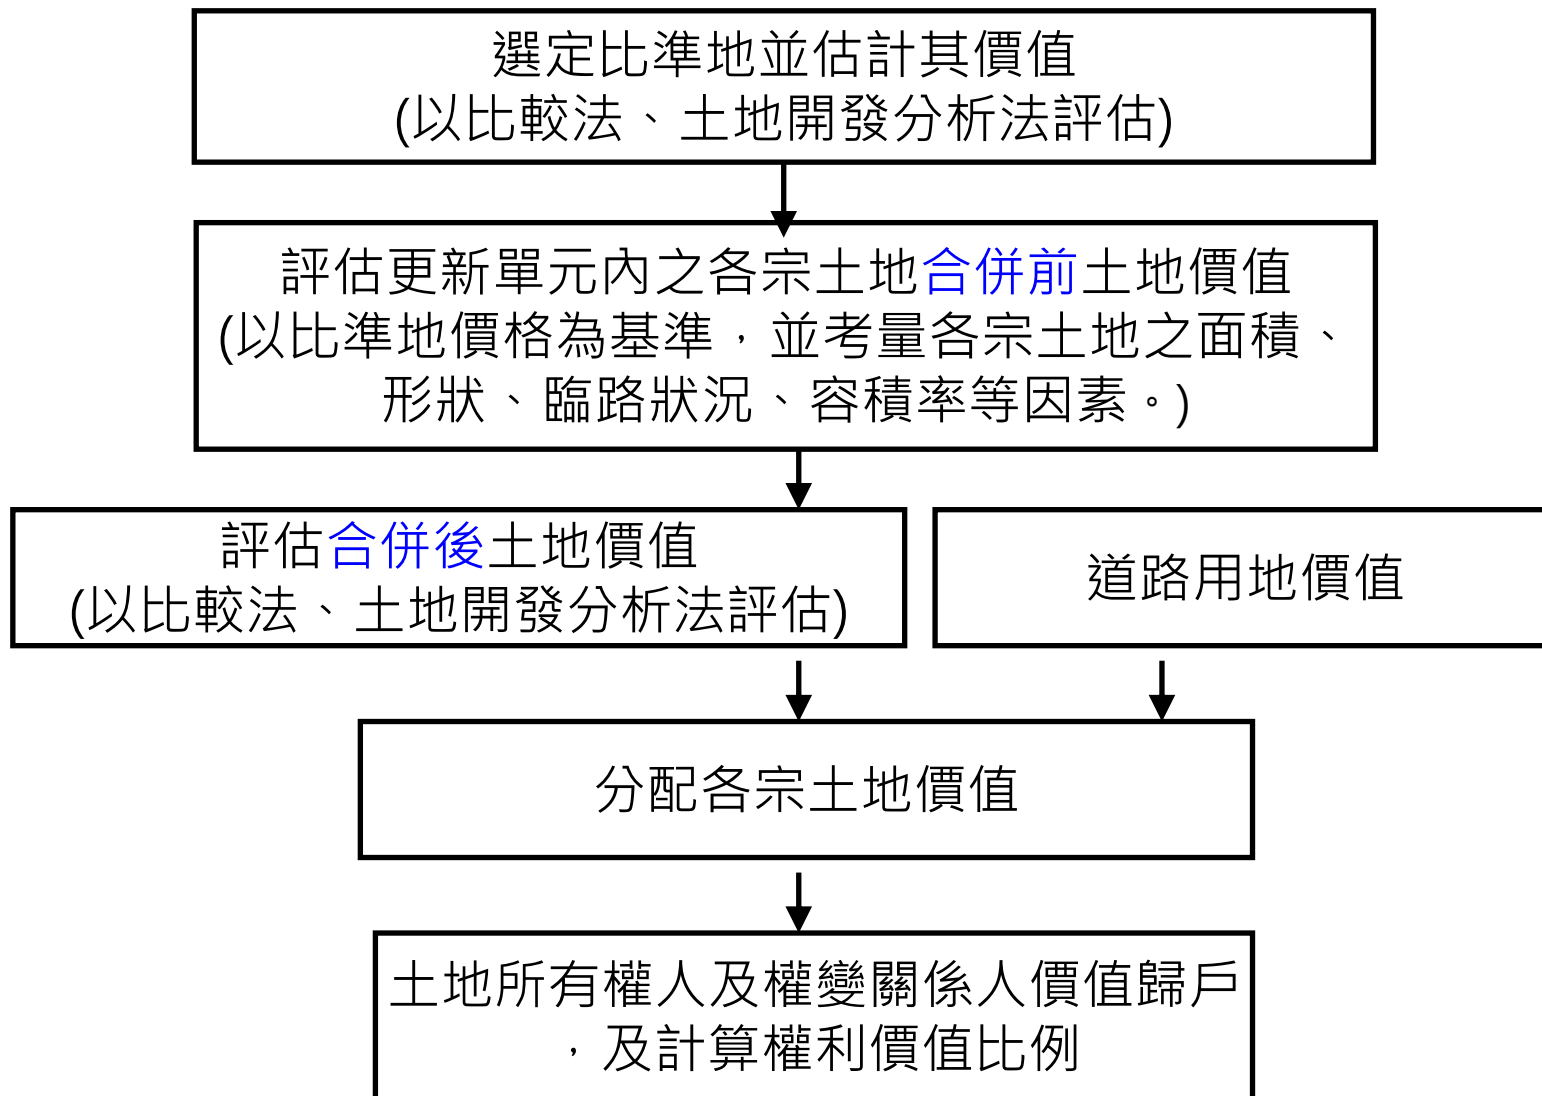 選定比準地並估計其價值
(以比較法、土地開發分析法評估)
評估更新單元內之各宗土地合併前土地價值
(以比準地價格為基準，並考量各宗土地之面積、
形狀、臨路狀況、容積率等因素。)
評估合併後土地價值
(以比較法、土地開發分析法評估)
道路用地價值
分配各宗土地價值
土地所有權人及權變關係人價值歸戶
，及計算權利價值比例